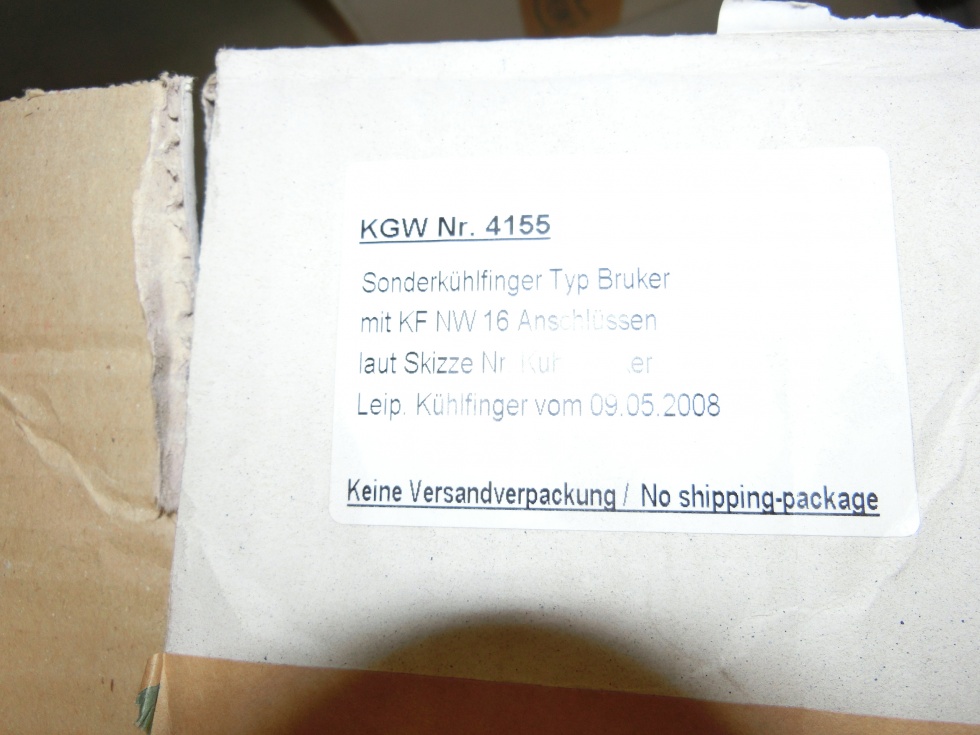 KGW Nr. 4155
Sonderkühlfinger Typ Bruker
mit KF NW 16 Anschlüssen
laut Skizze Nr
Leip. Kühlfinger vom 09.05.2008
Keine Versandverpackung / No shipping-package